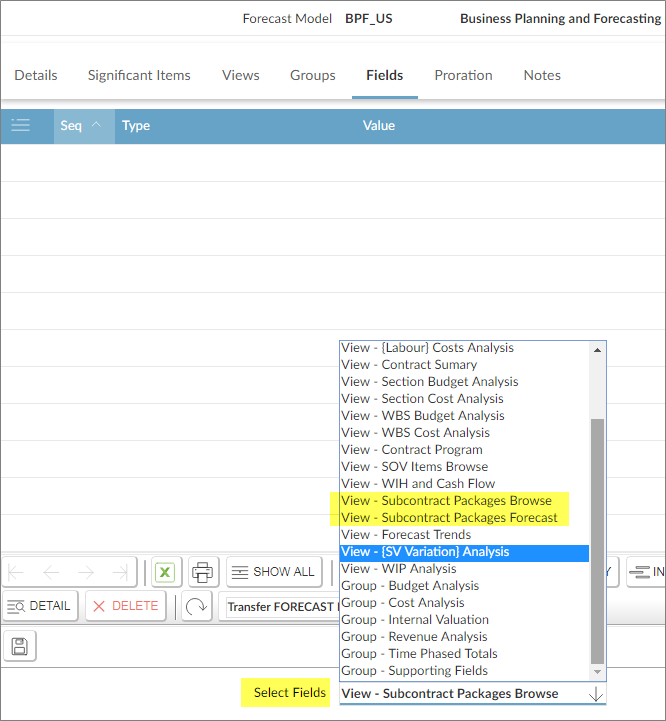 Forecast Model BPF_US Business Planning and Forecasting
Details Significant Items Views Groups Fields Proration Notes
Seq Type Value
View - {Labour} Costs Analysis
View - Contract Sumary
View - Section Budget Analysis
View - Section Cost Analysis
View - WBS Budget Analysis
View - WBS Cost Analysis
View - Contract Program
View - SOV Items Browse
View - WIH and Cash Flow
View - Subcontract Packages Browse
View - Subcontract Packages Forecast
View - Forecast Trends
View - {SV Variation} Analysis
View - WIP Analysis
Group - Budget Analysis
Group - Cost Analysis
Group - Internal Valuation
Group - Revenue Analysis
Group - Time Phased Totals
Group - Supporting Fields
X SHOW ALL Y IN
DETAIL DELETE Transfer FORECAST
Select Fields View - Subcontract Packages Browse